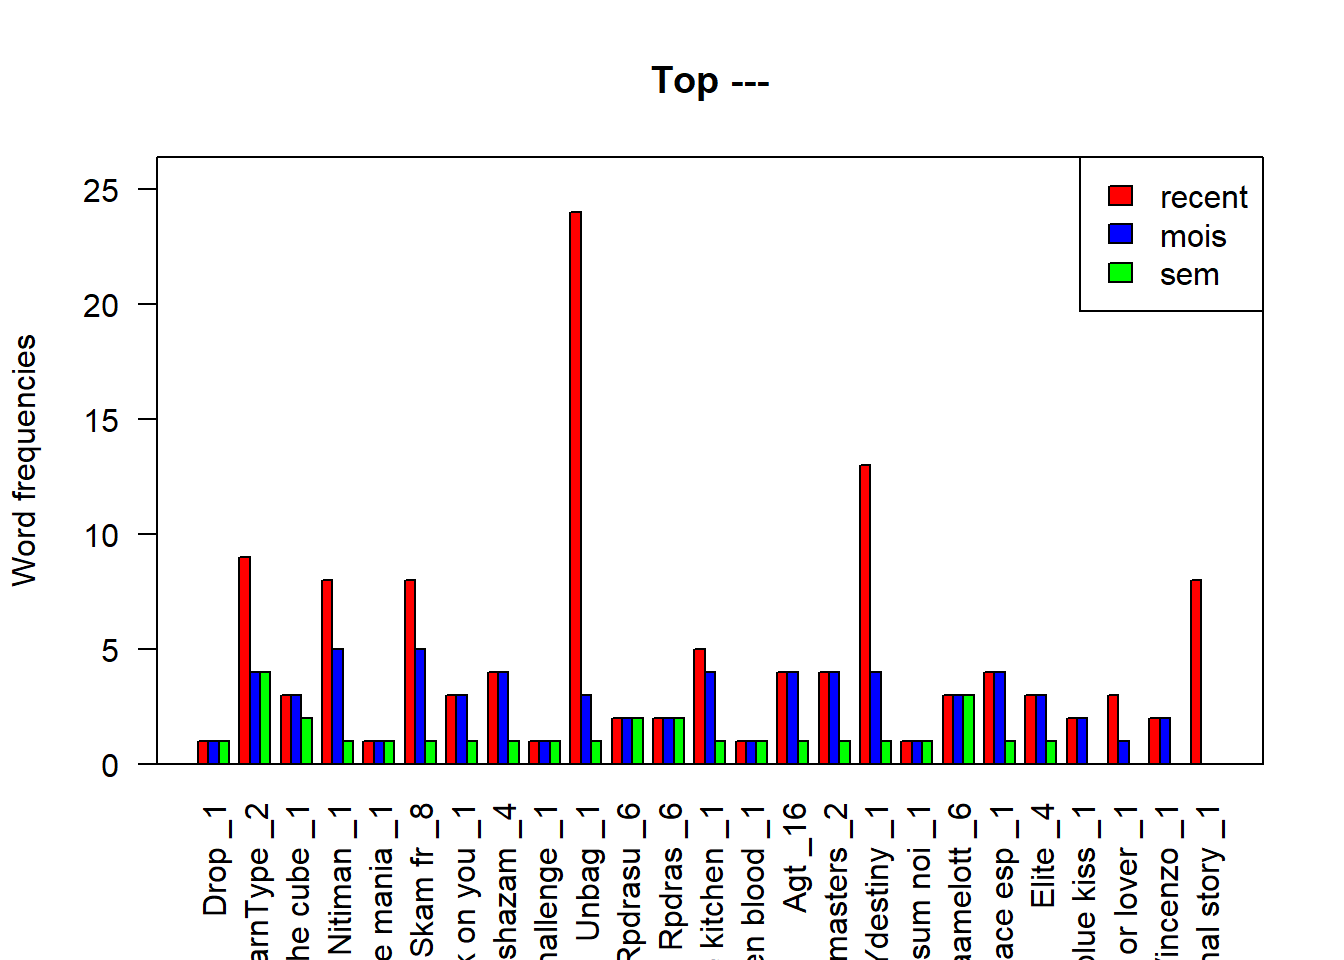 Top ---
Word frequencies
25
20
15
10
5
0
recent
mois
sem
Drop _1
arnType _2
he cube _1
Nitiman _1
e mania _1
Skam fr _8
k on you _1
shazam _4
hallenge _1
Unbag _1
Rpdrasu _6
Rpdras _6
kitchen _1
en blood _1
Agt _16
masters _2
Ydestiny _1
sum noi _1
aamelott _6
ace esp _1
Elite _4
blue kiss _1
or lover _1
incenzo _1
nal story _1